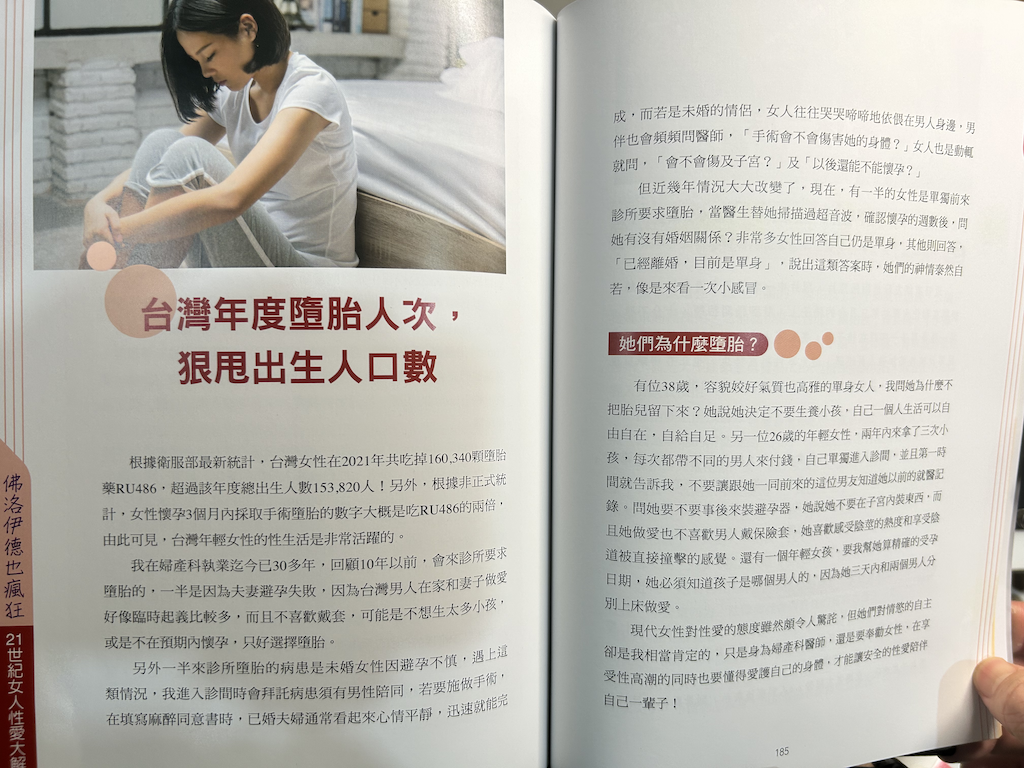 台灣年度墮胎人次，
狠甩出生人口數
根據衛服部最新統計，台灣女性在2021年共吃掉160,340顆墮胎
藥RU486，超過該年度總出生人數153,820人！另外，根據非正式統
計，女性懷孕3個月內採取手術墮胎的數字大概是吃RU486的兩倍，
由此可見，台灣年輕女性的性生活是非常活躍的。
我在婦產科執業迄今已30多年，回顧10年以前，會來診所要求
墮胎的，一半是因為夫妻避孕失敗，因為台灣男人在家和妻子做愛
好像臨時起義比較多，而且不喜歡戴套，可能是不想生太多小孩，
或是不在預期內懷孕，只好選擇墮胎。
另外一半來診所墮胎的病患是未婚女性因避孕不慎，遇上這
類情況，我進入診間時會拜託病患須有男性陪同，若要施做手術，
在填寫麻醉同意書時，已婚夫婦通常看起來心情平靜，迅速就能完
佛洛伊德也瘋狂
21世紀女人性愛大解
成，而若是未婚的情侶，女人往往哭哭啼啼地依偎在男人身邊，男
伴也會頻頻問醫師，「手術會不會傷害她的身體？」女人也是動輒
就問，「會不會傷及子宮？」及「以後還能不能懷孕？」
但近幾年情況大大改變了，現在，有一半的女性是單獨前來
診所要求墮胎，當醫生替她掃描過超音波，確認懷孕的週數後，問
她有沒有婚姻關係？非常多女性回答自己仍是單身，其他則回答，
「已經離婚，目前是單身」，說出這類答案時，她們的神情泰然自
若，像是來看一次小感冒。
她們為什麼墮胎？
有位38歲，容貌姣好氣質也高雅的單身女人，我問她為什麼不
把胎兒留下來？她說她決定不要生養小孩，自己一個人生活可以自
由自在，自給自足。另一位26歲的年輕女性，兩年內來拿了三次小
孩，每次都帶不同的男人來付錢，自己單獨進入診間，並且第一時
間就告訴我，不要讓跟她一同前來的這位男友知道她以前的就醫記
錄。問她要不要事後來裝避孕器，她說她不要在子宮內裝東西，而
且她做愛也不喜歡男人戴保險套，她喜歡感受陰莖的熱度和享受陰
道被直接撞擊的感覺。還有一個年輕女孩，要我幫她算精確的受孕
日期，她必須知道孩子是哪個男人的，因為她三天內和兩個男人分
別上床做愛。
現代女性對性愛的態度雖然頗令人驚詫，但她們對情慾的自主
卻是我相當肯定的，只是身為婦產科醫師，還是要奉勸女性，在享
受性高潮的同時也要懂得愛護自己的身體，才能讓安全的性愛陪伴
自己一輩子！
185